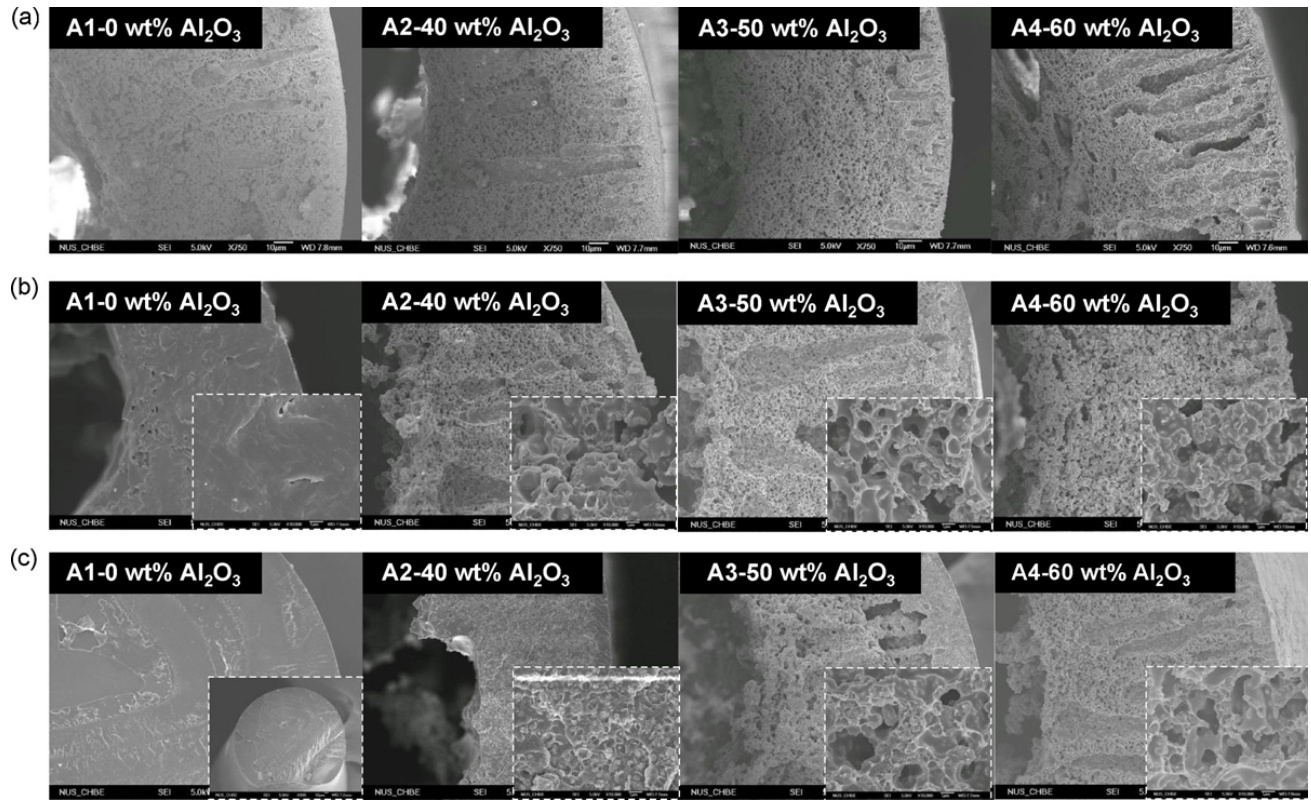 (a)
A1-0 wt% Al₂O₃
A2-40 wt% Al₂O₃
A3-50 wt% Al₂O₃
A4-60 wt% Al₂O₃
NUS_CHBE SEI 5.0kV X750 10μm WD 7.8mm
NUS_CHBE SEI 5.0kV X750 10μm WD 7.7mm
NUS_CHBE SEI 5.0kV X750 10μm WD 7.7mm
NUS_CHBE SEI 5.0kV X750 10μm WD 7.6mm
(b)
A1-0 wt% Al₂O₃
A2-40 wt% Al₂O₃
A3-50 wt% Al₂O₃
A4-60 wt% Al₂O₃
NUS_CHBE SEI
NUS_CHBE SEI
NUS_CHBE SEI
NUS_CHBE SEI
(c)
A1-0 wt% Al₂O₃
A2-40 wt% Al₂O₃
A3-50 wt% Al₂O₃
A4-60 wt% Al₂O₃
NUS_CHBE SEI 5.0kV
NUS_CHBE SEI
NUS_CHBE SEI
NUS_CHBE SEI